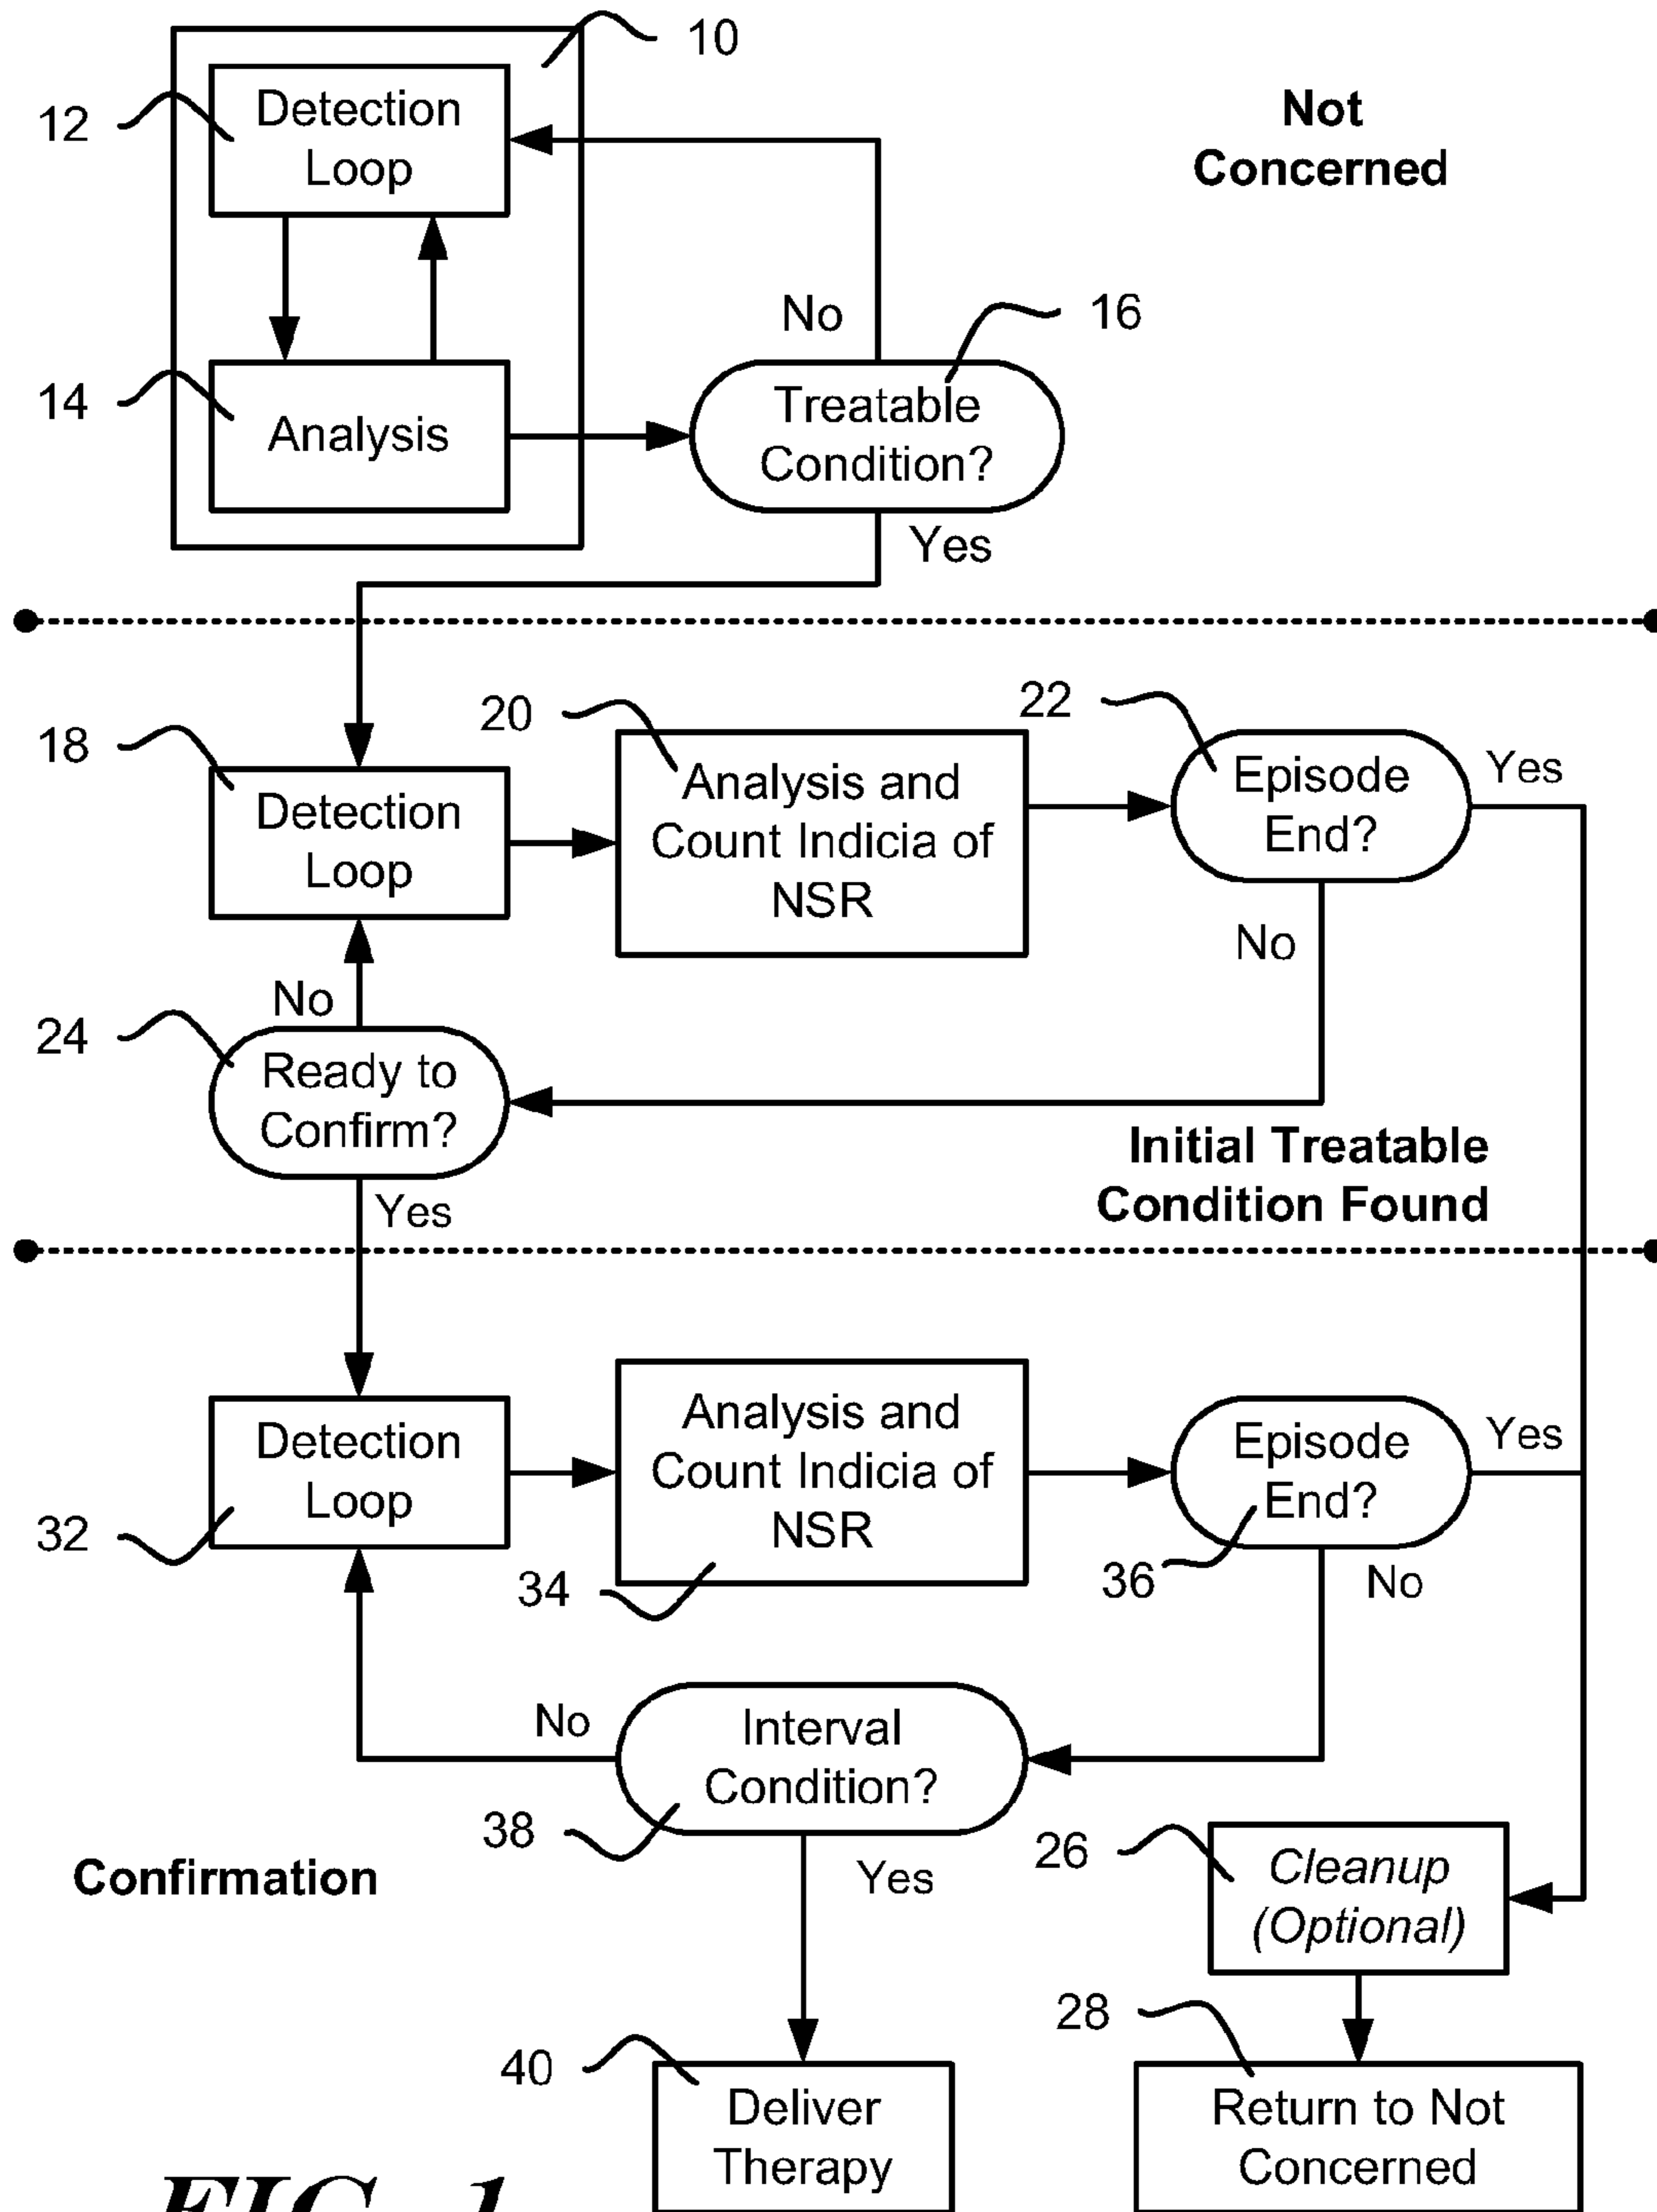 10
12
Detection
Loop
Not
Concerned
No
16
14
Analysis
Treatable
Condition?
Yes
18
Detection
Loop
20
Analysis and
Count Indicia of
NSR
22
Episode
End?
Yes
No
No
24
Ready to
Confirm?
Yes
Initial Treatable
Condition Found
Detection
Loop
32
Analysis and
Count Indicia of
NSR
34
Episode
End?
Yes
36
No
No
Interval
Condition?
38
Yes
Confirmation
26
Cleanup
(Optional)
28
40
Deliver
Therapy
Return to Not
Concerned
FIG. 1